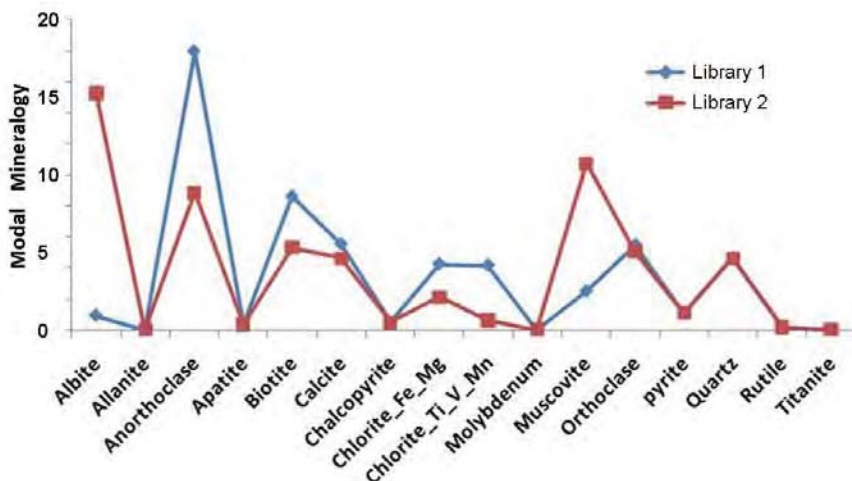 20
15
10
5
0
Modal Mineralogy
Library 1
Library 2
Albite
Allanite
Anorthoclase
Apatite
Biotite
Calcite
Chalcopyrite
Chlorite_Fe_Mg
Chlorite_Ti_V_Mn
Molybdenum
Muscovite
Orthoclase
pyrite
Quartz
Rutile
Titanite